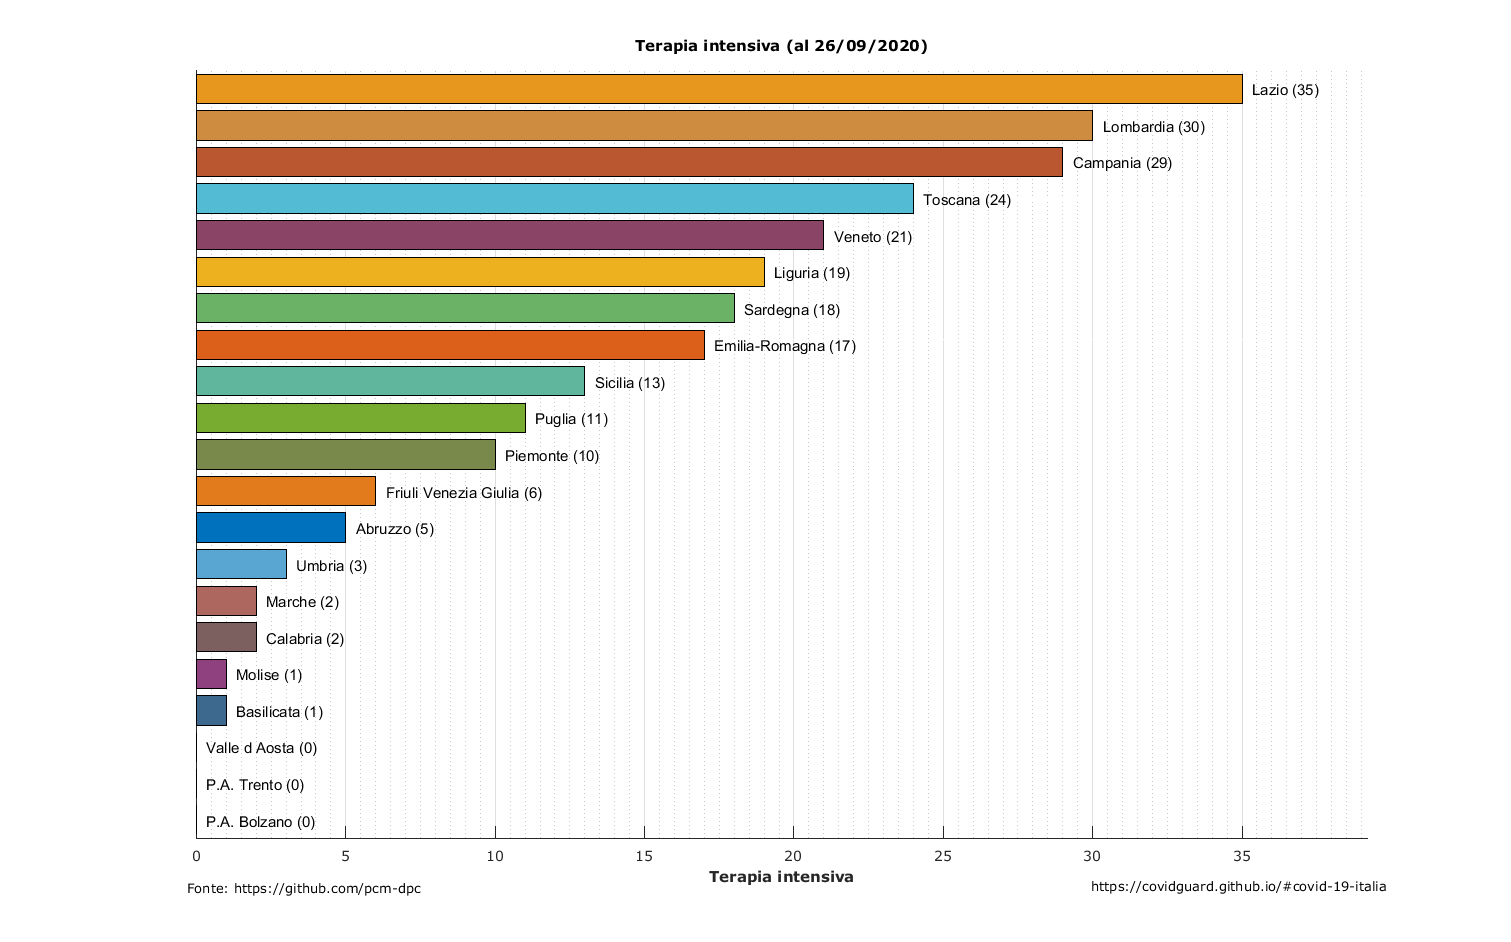 Terapia intensiva (al 26/09/2020)
Lazio (35)
Lombardia (30)
Campania (29)
Toscana (24)
Veneto (21)
Liguria (19)
Sardegna (18)
Emilia-Romagna (17)
Sicilia (13)
Puglia (11)
Piemonte (10)
Friuli Venezia Giulia (6)
Abruzzo (5)
Umbria (3)
Marche (2)
Calabria (2)
Molise (1)
Basilicata (1)
Valle d Aosta (0)
P.A. Trento (0)
P.A. Bolzano (0)
0 5 10 15 20 25 30 35
Terapia intensiva
Fonte: https://github.com/pcm-dpc
https://covidguard.github.io/#covid-19-italia